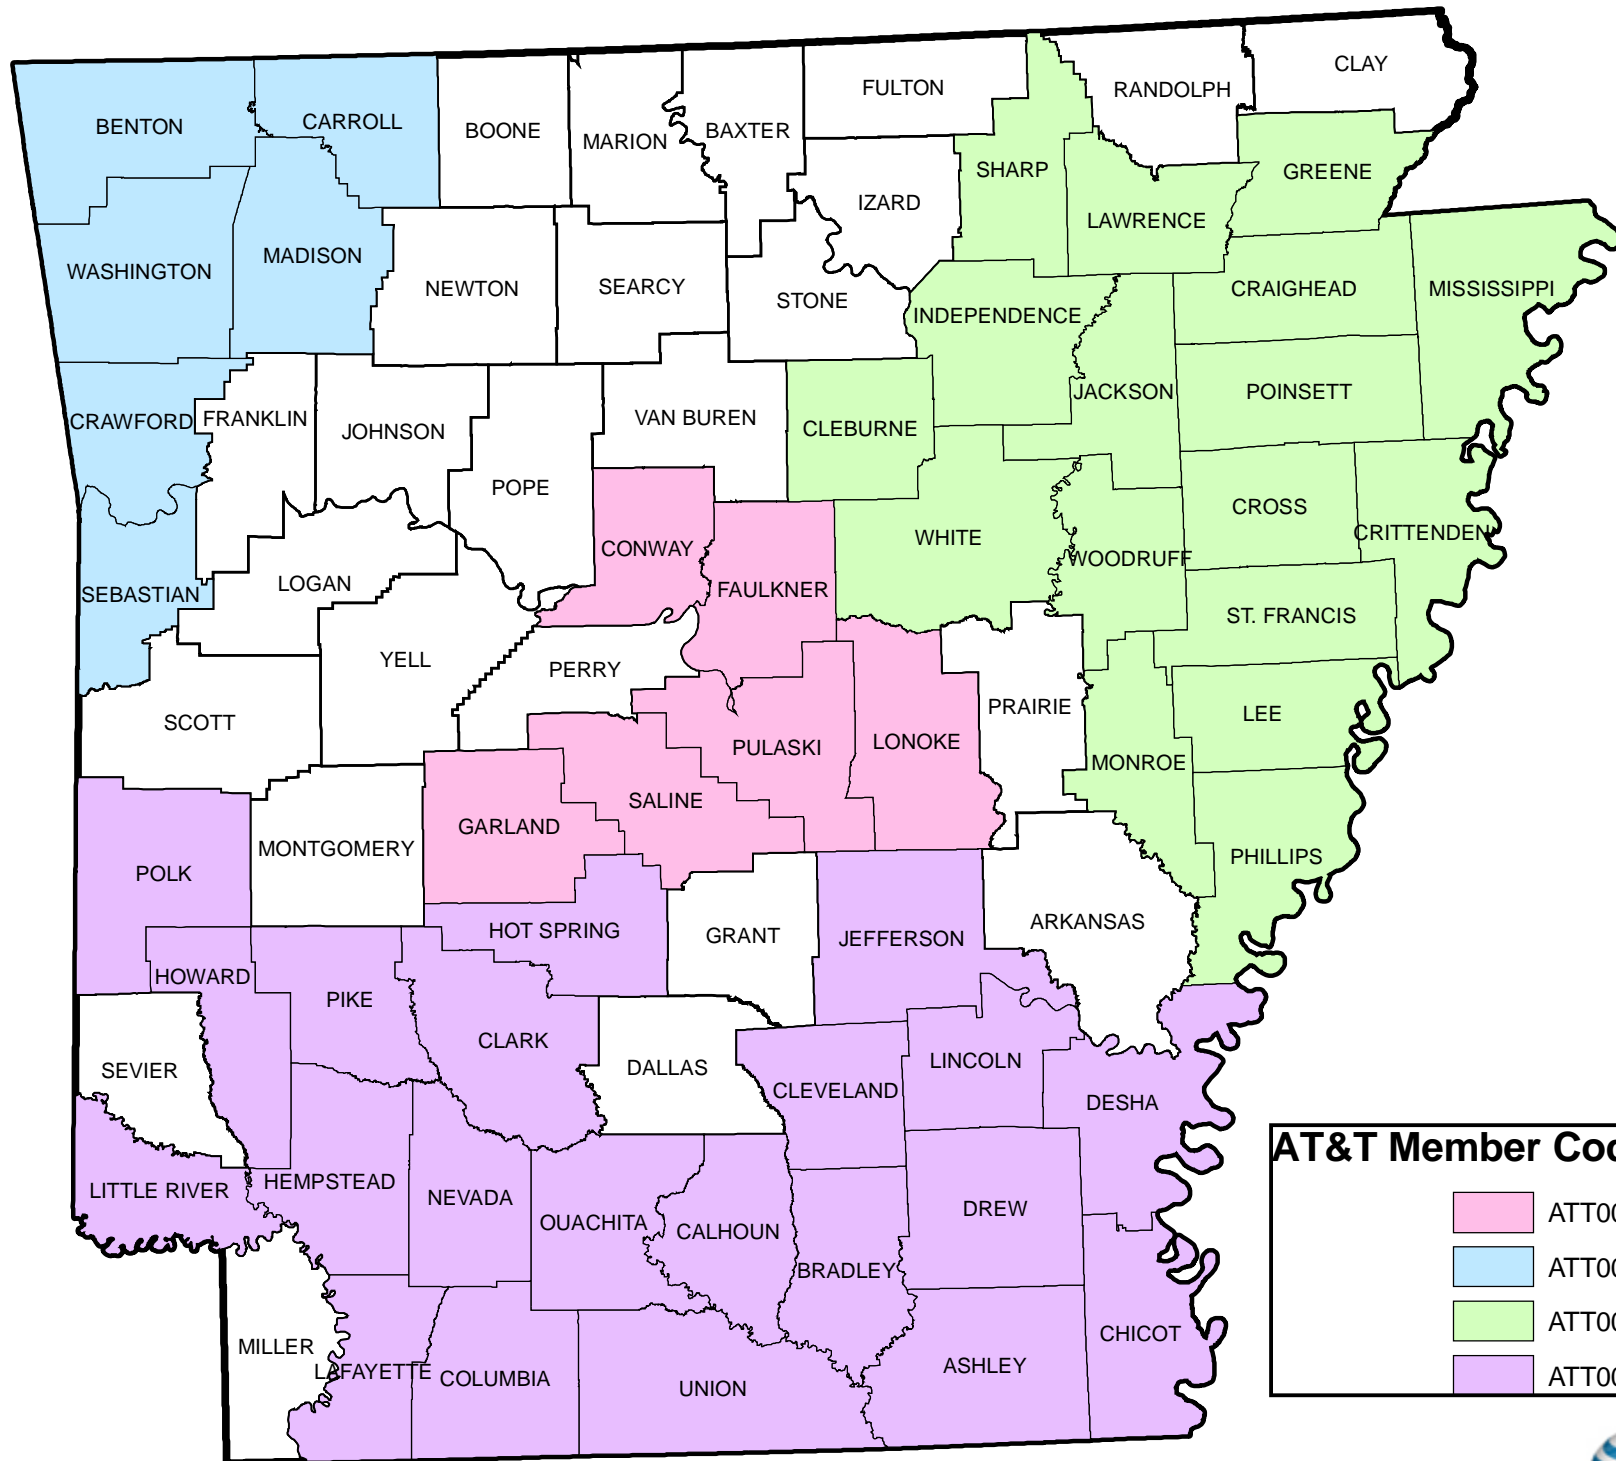 CLAY
FULTON
RANDOLPH
BENTON
CARROLL
BOONE
MARION
BAXTER
SHARP
GREENE
IZARD
LAWRENCE
WASHINGTON
MADISON
NEWTON
SEARCY
STONE
INDEPENDENCE
CRAIGHEAD
MISSISSIPPI
CRAWFORD
FRANKLIN
JOHNSON
VAN BUREN
CLEBURNE
JACKSON
POINSETT
POPE
CONWAY
WHITE
CROSS
CRITTENDEN
WOODRUFF
SEBASTIAN
LOGAN
FAULKNER
ST. FRANCIS
YELL
PERRY
SCOTT
PRAIRIE
LEE
PULASKI
LONOKE
MONROE
SALINE
GARLAND
MONTGOMERY
POLK
PHILLIPS
HOT SPRING
GRANT
JEFFERSON
ARKANSAS
HOWARD
PIKE
CLARK
SEVIER
DALLAS
LINCOLN
CLEVELAND
DESHA
LITTLE RIVER
HEMPSTEAD
NEVADA
OUACHITA
CALHOUN
DREW
BRADLEY
MILLER
LAFAYETTE
COLUMBIA
UNION
ASHLEY
CHICOT
AT&T Member Co
ATT00
ATT00
ATT00
ATT00